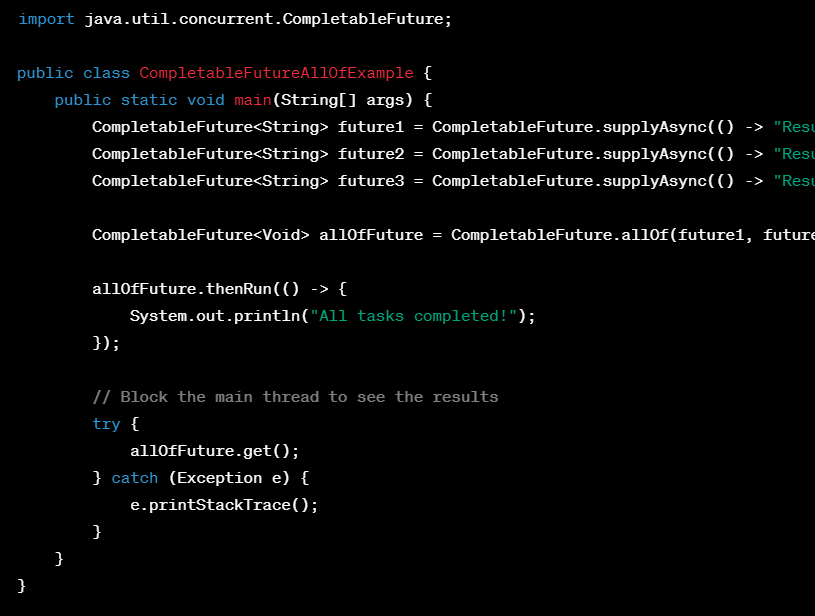 import java.util.concurrent.CompletableFuture;
public class CompletableFutureAllOfExample {
public static void main(String[] args) {
CompletableFuture<String> future1 = CompletableFuture.supplyAsync(() -> "Resu
CompletableFuture<String> future2 = CompletableFuture.supplyAsync(() -> "Resu
CompletableFuture<String> future3 = CompletableFuture.supplyAsync(() -> "Resu
CompletableFuture<Void> allOfFuture = CompletableFuture.allOf(future1, future
allOfFuture.thenRun(() -> {
System.out.println("All tasks completed!");
});
// Block the main thread to see the results
try {
allOfFuture.get();
} catch (Exception e) {
e.printStackTrace();
}
}
}